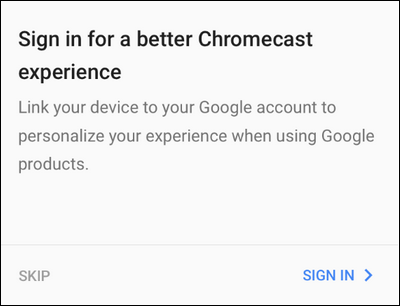 Sign in for a better Chromecast
experience
Link your device to your Google account to
personalize your experience when using Google
products.
SKIP
SIGN IN